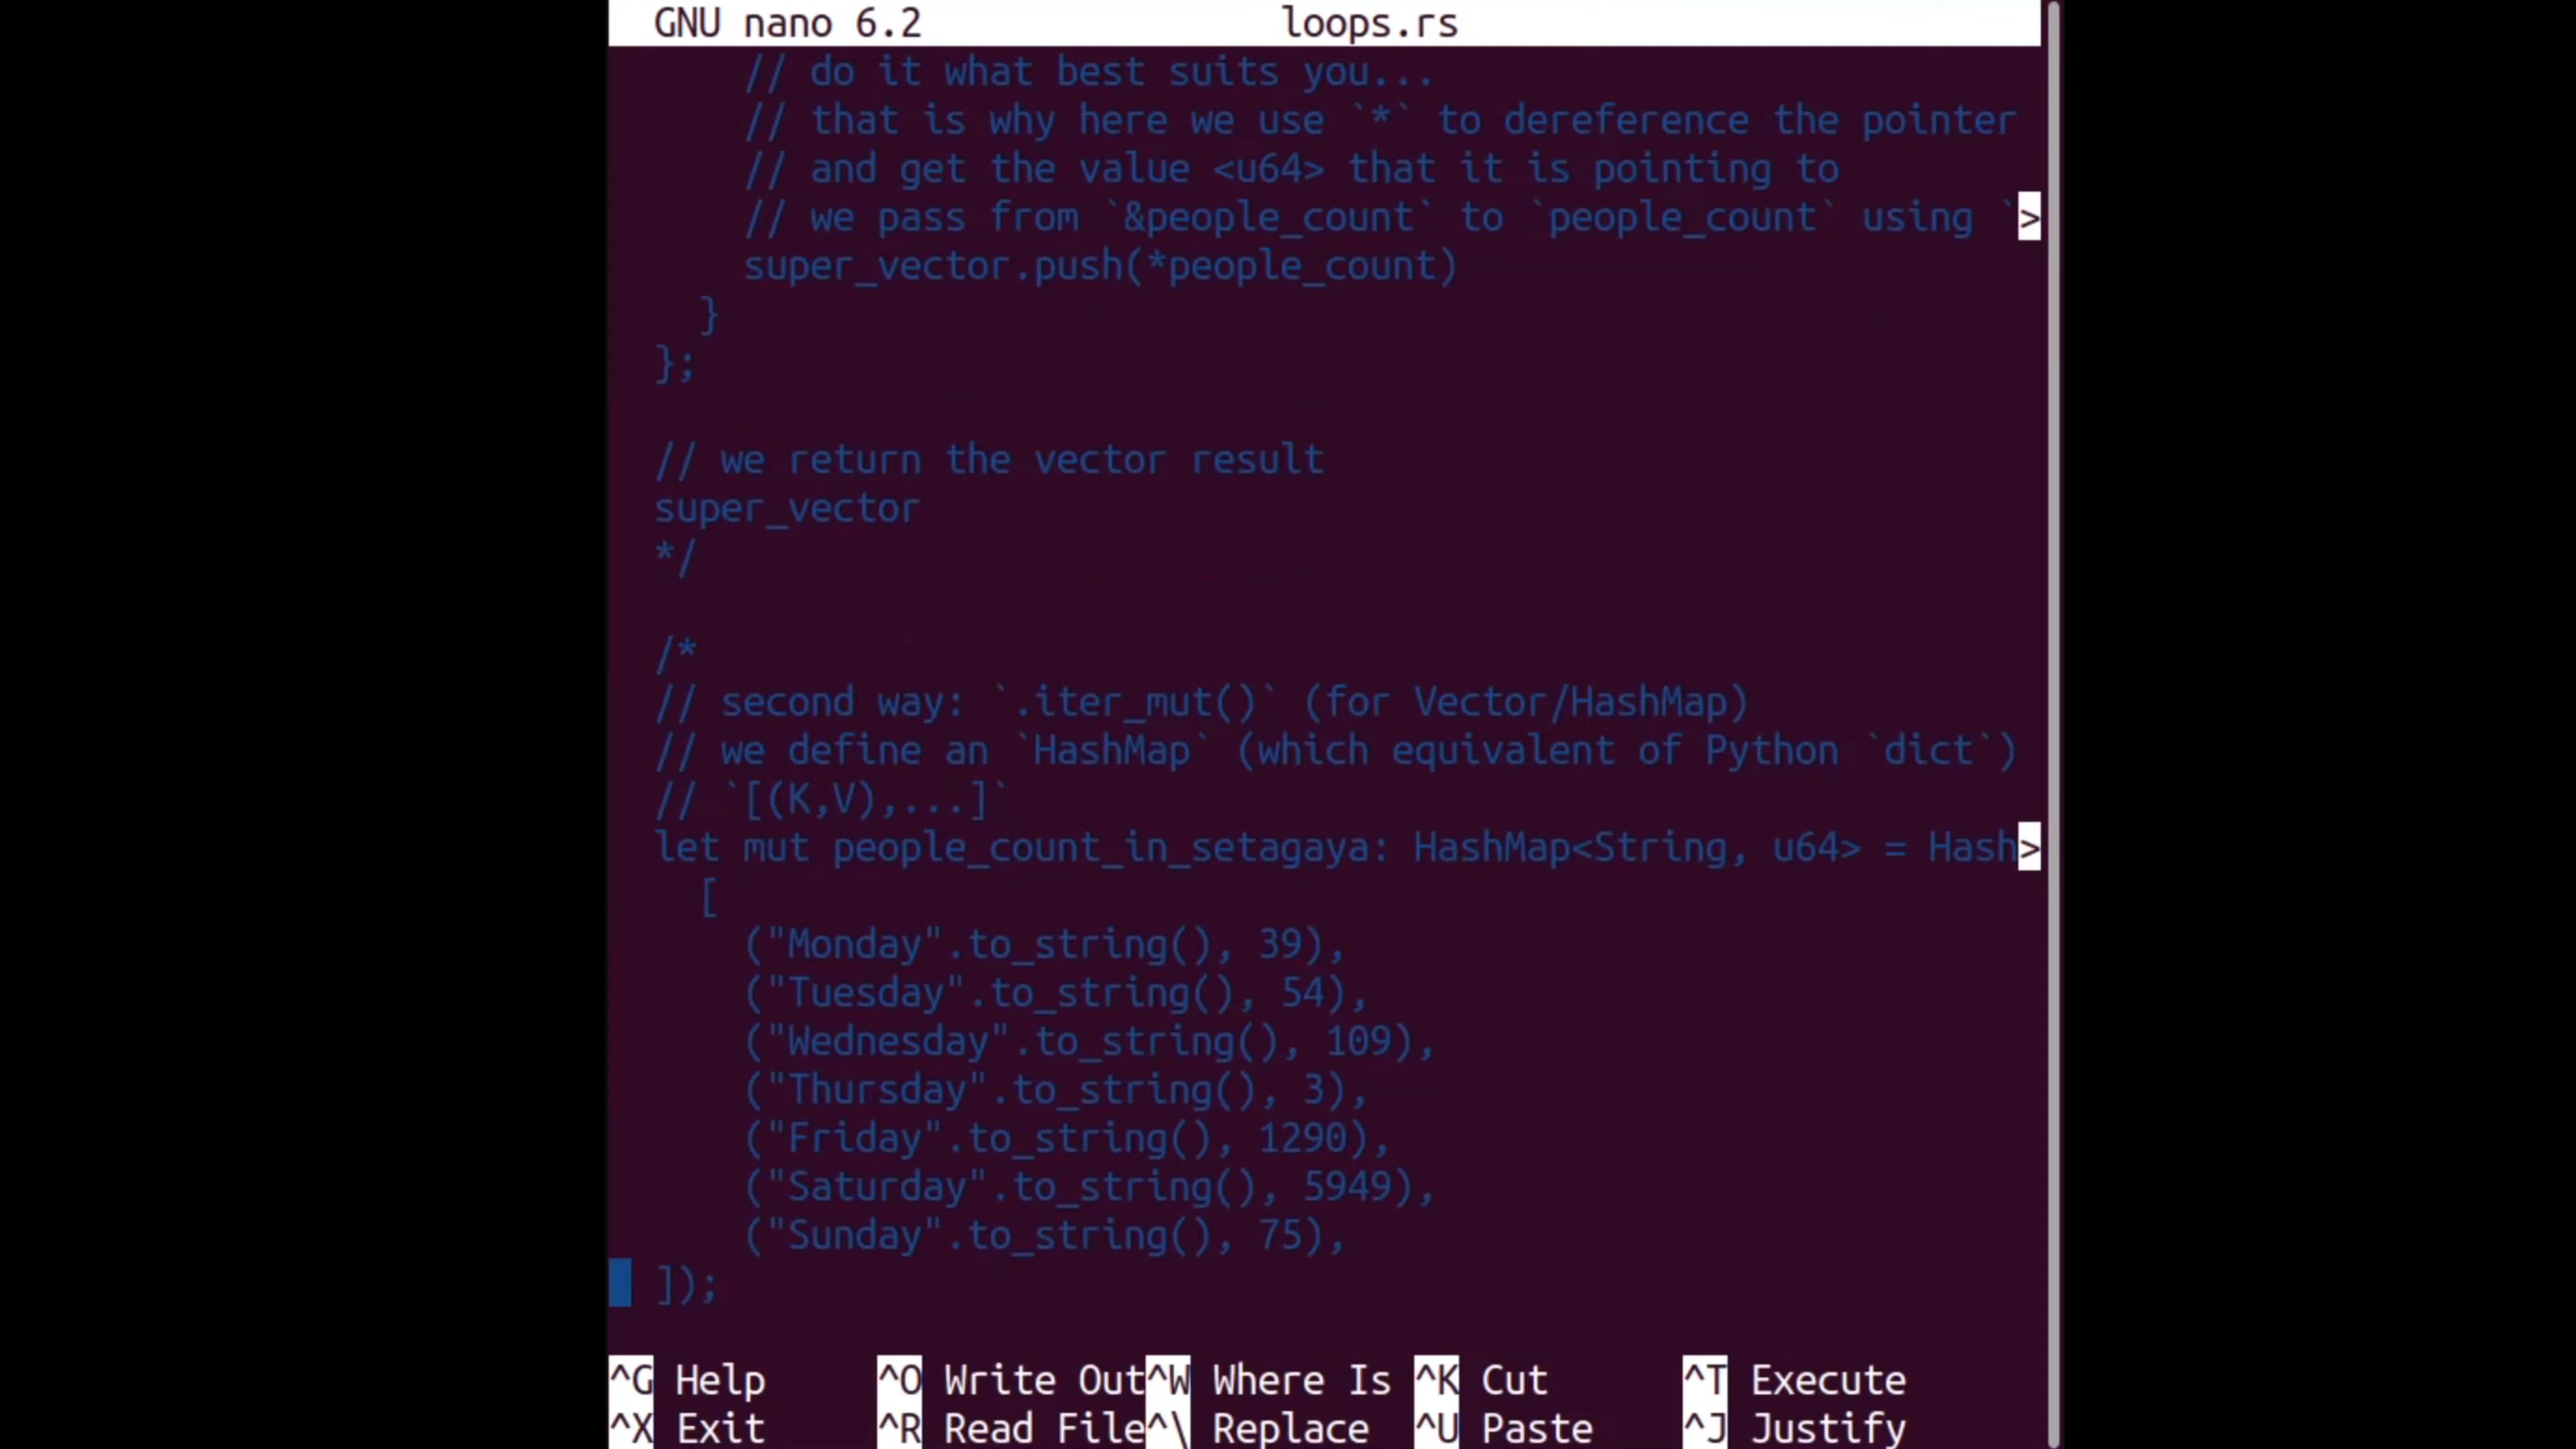 GNU nano 6.2 loops.rs
// do it what best suits you...
// that is why here we use `*` to dereference the pointer
// and get the value <u64> that it is pointing to
// we pass from `&people_count` to `people_count` using `>
super_vector.push(*people_count)
}
};
// we return the vector result
super_vector
*/
/*
// second way: `.iter_mut()` (for Vector/HashMap)
// we define an `HashMap` (which equivalent of Python `dict`)
// `[(K,V),...]`
let mut people_count_in_setagaya: HashMap<String, u64> = Hash>
[
("Monday".to_string(), 39),
("Tuesday".to_string(), 54),
("Wednesday".to_string(), 109),
("Thursday".to_string(), 3),
("Friday".to_string(), 1290),
("Saturday".to_string(), 5949),
("Sunday".to_string(), 75),
]);
^G Help ^O Write Out ^W Where Is ^K Cut ^T Execute
^X Exit ^R Read File ^\ Replace ^U Paste ^J Justify